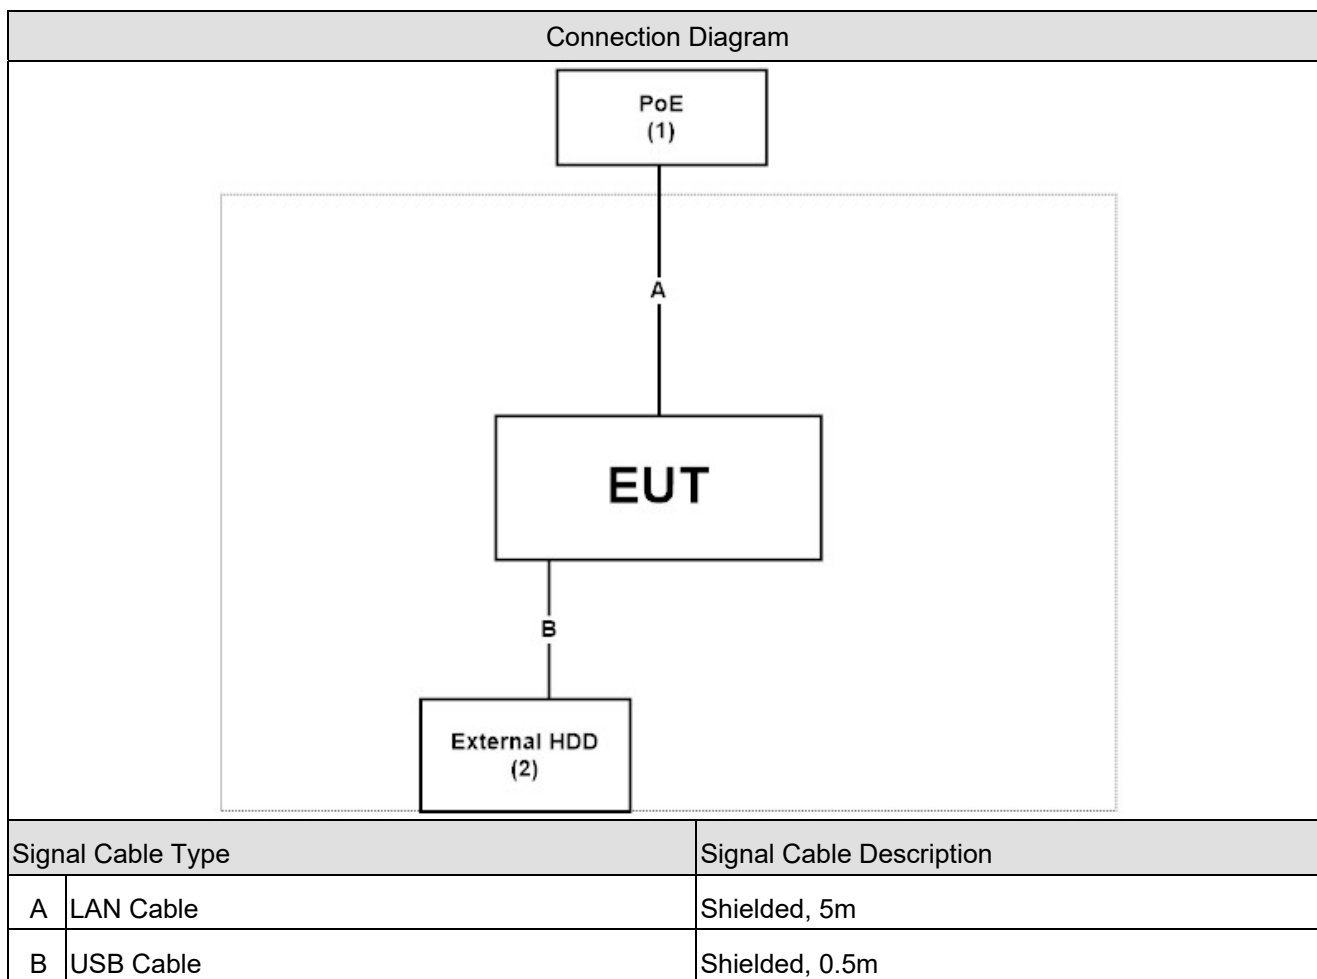 Connection Diagram
PoE
(1)
A
EUT
B
External HDD
(2)
Signal Cable Type Signal Cable Description
A LAN Cable Shielded, 5m
B USB Cable Shielded, 0.5m